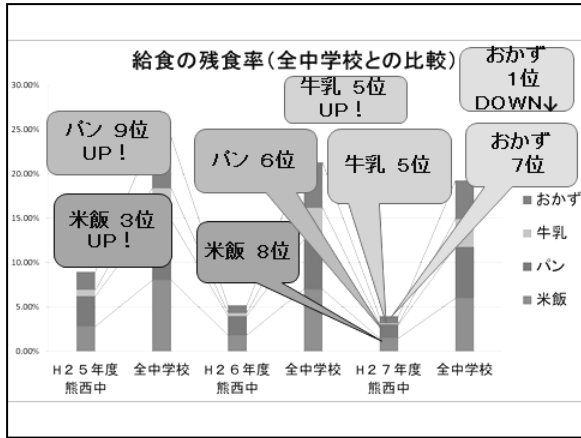 給食の残食率(全中学校との比較)
おかず
1位
DOWN↓
牛乳 5位
UP！
パン 9位
UP！
パン 6位
牛乳 5位
おかず
7位
米飯 3位
UP！
米飯 8位
30.00%
25.00%
20.00%
15.00%
10.00%
5.00%
0.00%
おかず
牛乳
パン
米飯
H25年度
熊西中
全中学校
H26年度
熊西中
全中学校
H27年度
熊西中
全中学校